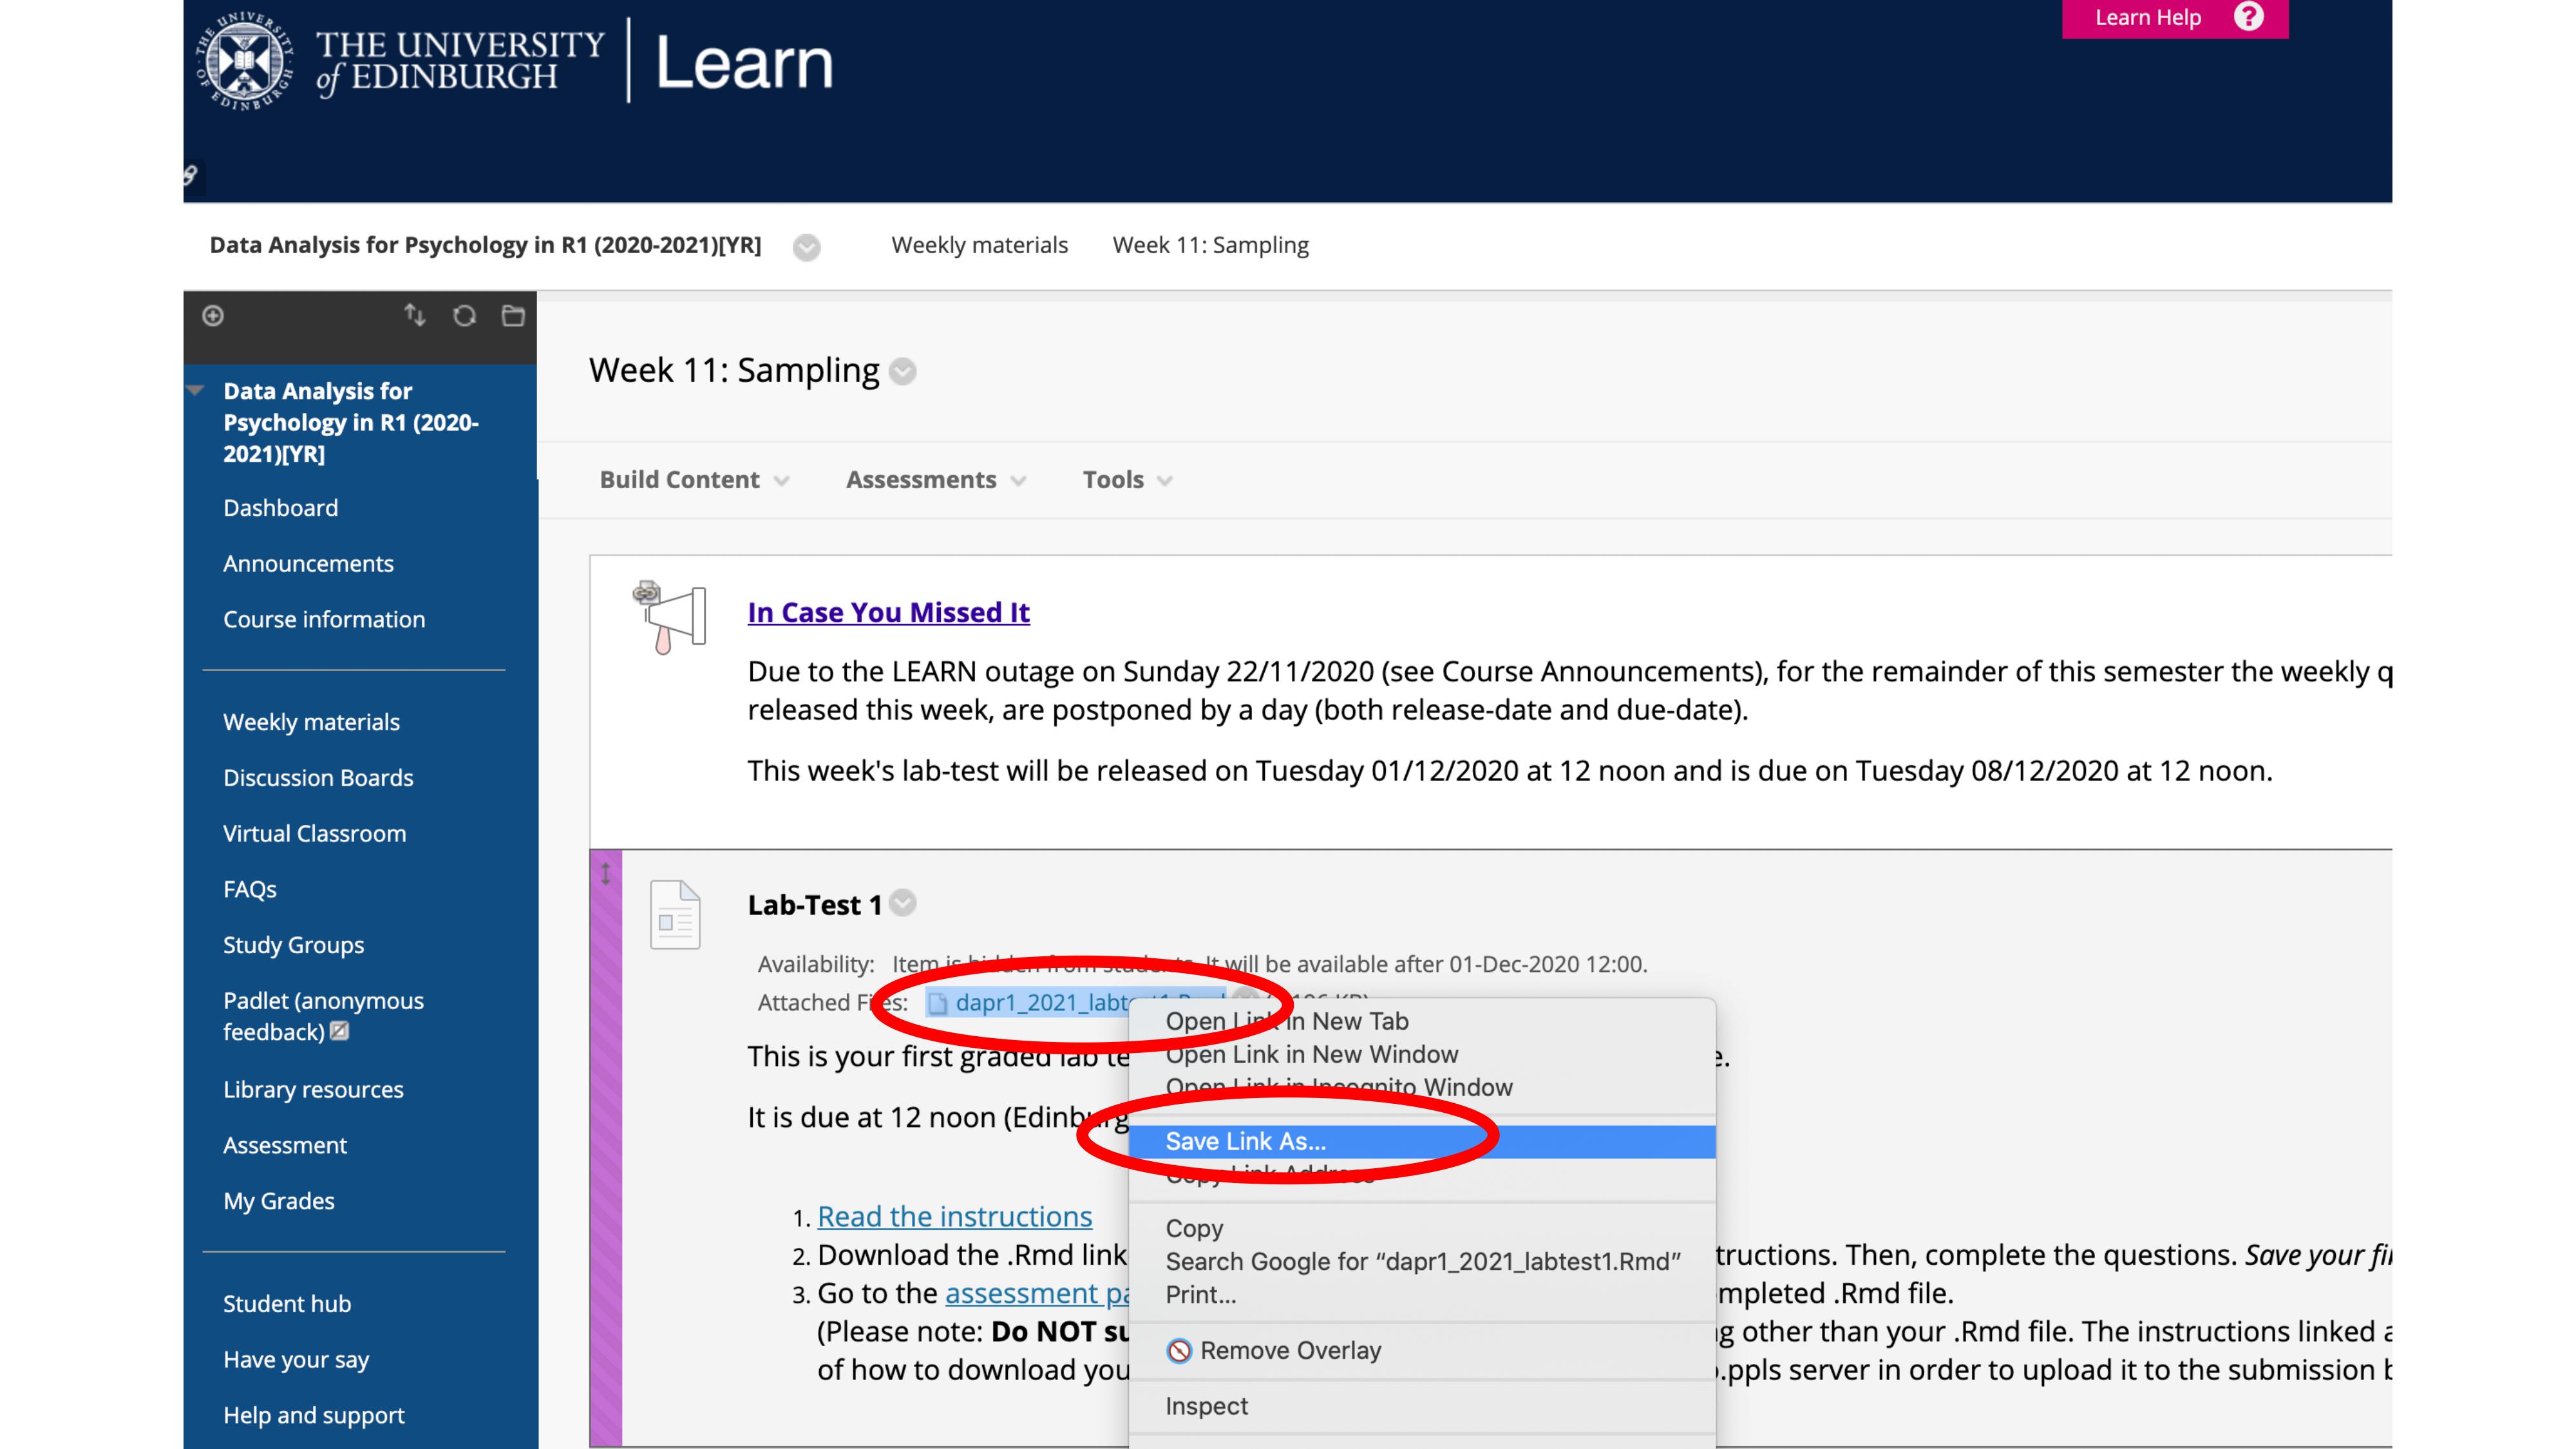 THE UNIVERSITY
of EDINBURGH
Learn
UNIVERSITY
EDINBURGH
Learn Help ?
Data Analysis for Psychology in R1 (2020-2021)[YR]
Weekly materials
Week 11: Sampling
Data Analysis for
Psychology in R1 (2020-
2021)[YR]
Dashboard
Announcements
Course information
Weekly materials
Discussion Boards
Virtual Classroom
FAQs
Study Groups
Padlet (anonymous
feedback)
Library resources
Assessment
My Grades
Student hub
Have your say
Help and support
Week 11: Sampling
Build Content
Assessments
Tools
In Case You Missed It
Due to the LEARN outage on Sunday 22/11/2020 (see Course Announcements), for the remainder of this semester the weekly q
released this week, are postponed by a day (both release-date and due-date).
This week's lab-test will be released on Tuesday 01/12/2020 at 12 noon and is due on Tuesday 08/12/2020 at 12 noon.
Lab-Test 1
Availability: Item is hidden from students. It will be available after 01-Dec-2020 12:00.
Attached Files: dapr1_2021_labtest1.Rmd
This is your first graded lab te
e.
It is due at 12 noon (Edinburg
1. Read the instructions
2. Download the .Rmd link
tructions. Then, complete the questions. Save your fi
3. Go to the assessment pa
mpleted .Rmd file.
(Please note: Do NOT su
g other than your .Rmd file. The instructions linked a
of how to download you
.ppls server in order to upload it to the submission b
Open Link in New Tab
Open Link in New Window
Open Link in Incognito Window
Save Link As...
Copy Link Address
Copy
Search Google for “dapr1_2021_labtest1.Rmd”
Print...
Remove Overlay
Inspect